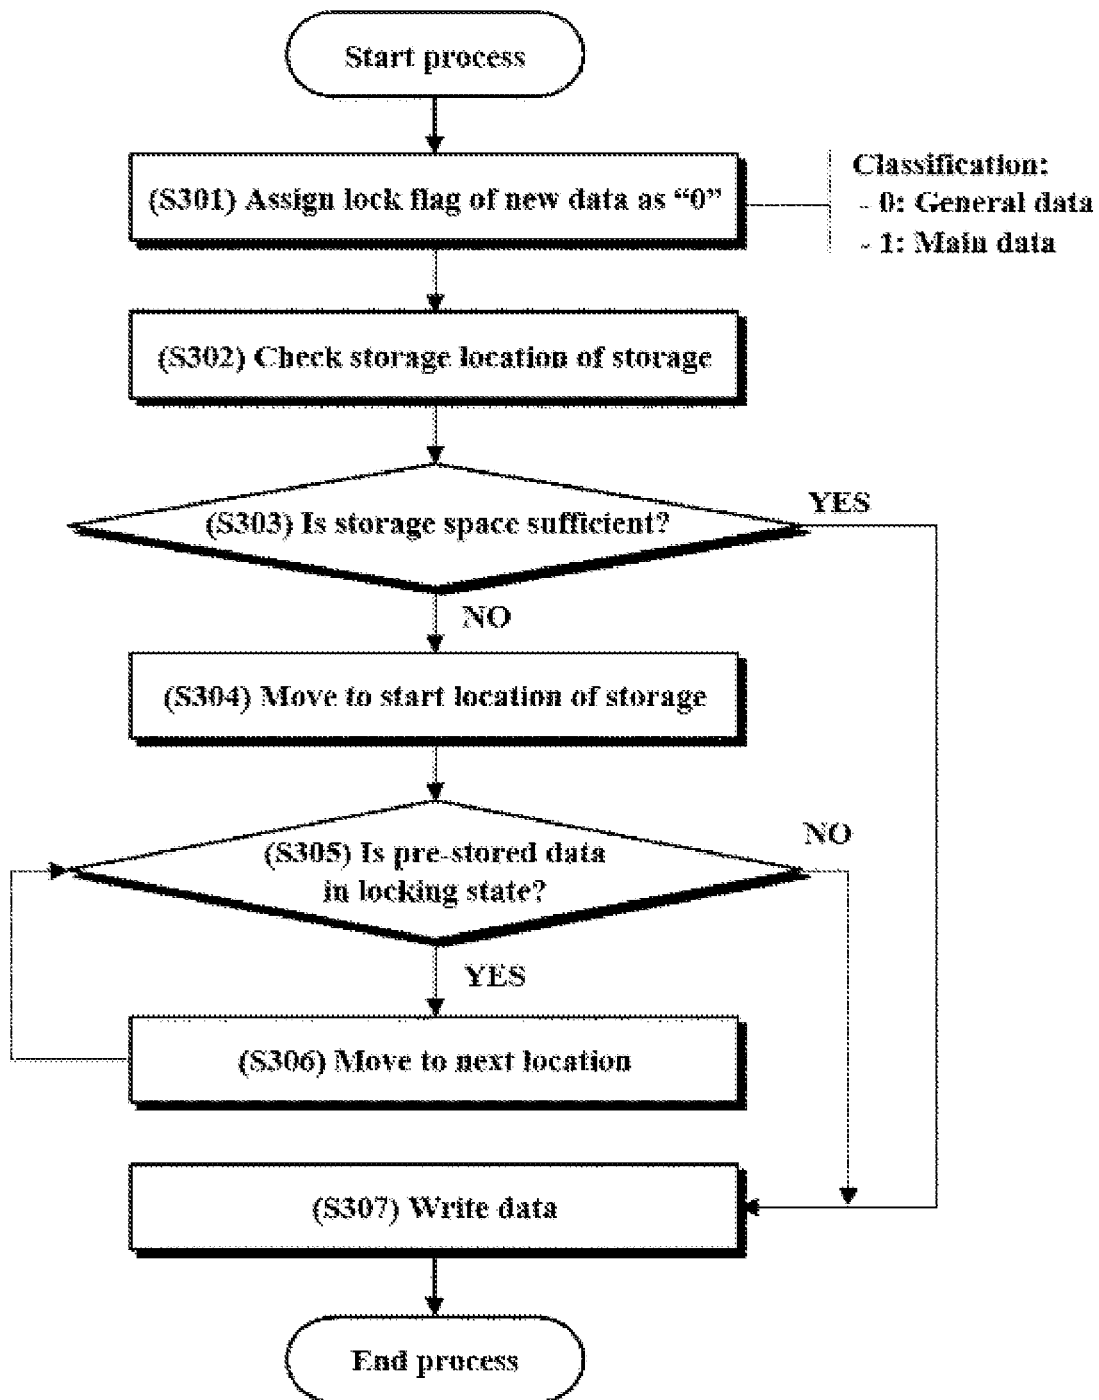 Start process
(S301) Assign lock flag of new data as “0”
Classification:
- 0: General data
- 1: Main data
(S302) Check storage location of storage
(S303) Is storage space sufficient?
YES
NO
(S304) Move to start location of storage
(S305) Is pre-stored data
in locking state?
NO
YES
(S306) Move to next location
(S307) Write data
End process